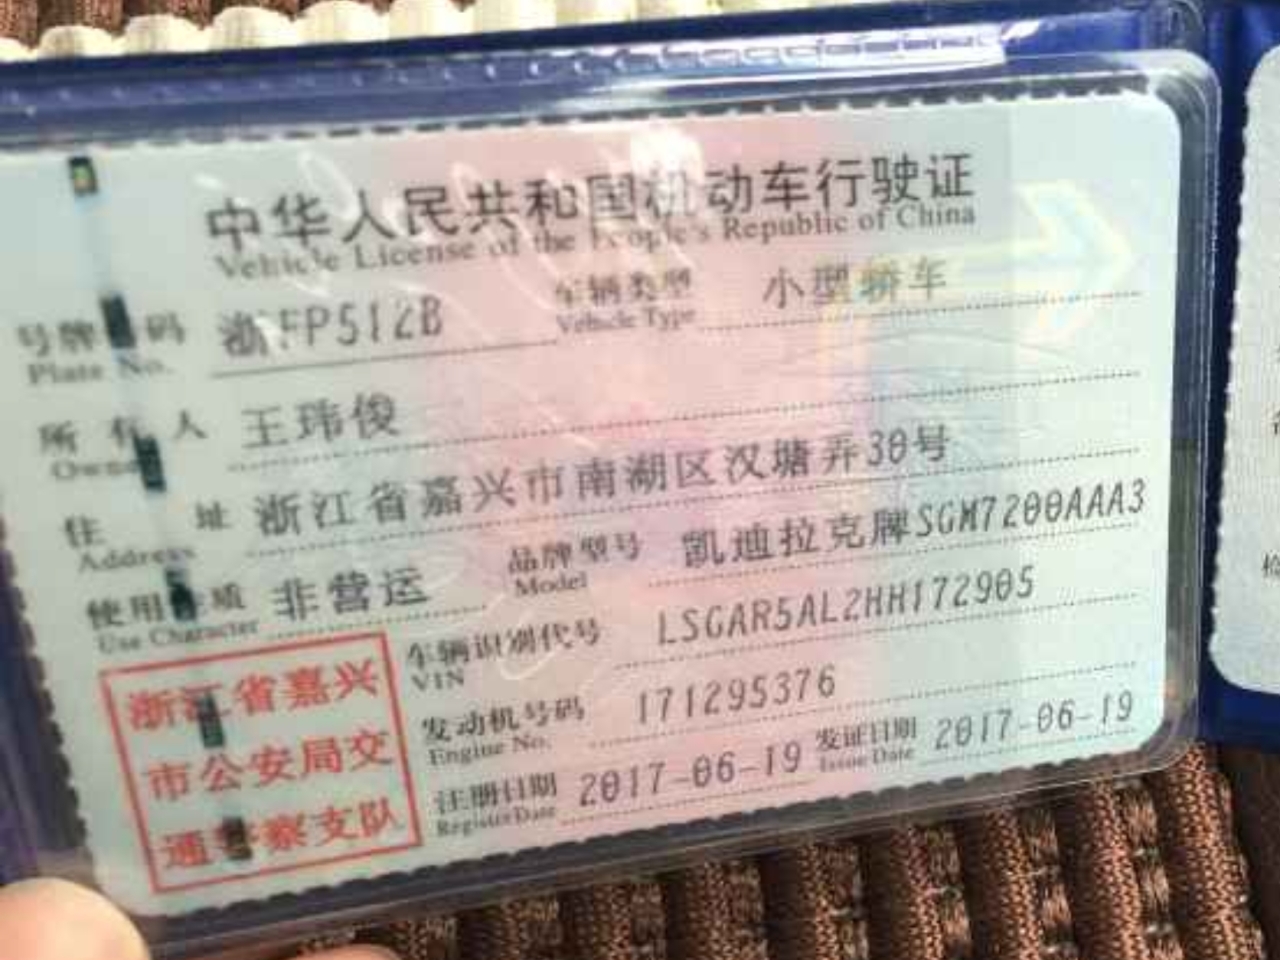 中华人民共和国机动车行驶证
Vehicle License of the People's Republic of China
号牌号码 浙FP512B 车辆类型 小型轿车
Plate No. Vehicle Type
所有人 王玮俊
Owner
住址 浙江省嘉兴市南湖区汉塘弄30号
Address
使用性质 非营运 品牌型号 凯迪拉克牌SGM7200AAA3
Use Character Model
浙江省嘉兴
市公安局交
通警察支队
车辆识别代号 LSGAR5AL2HH172905
VIN
发动机号码 171295376
Engine No.
注册日期 2017-06-19 发证日期 2017-06-19
Register Date Issue Date